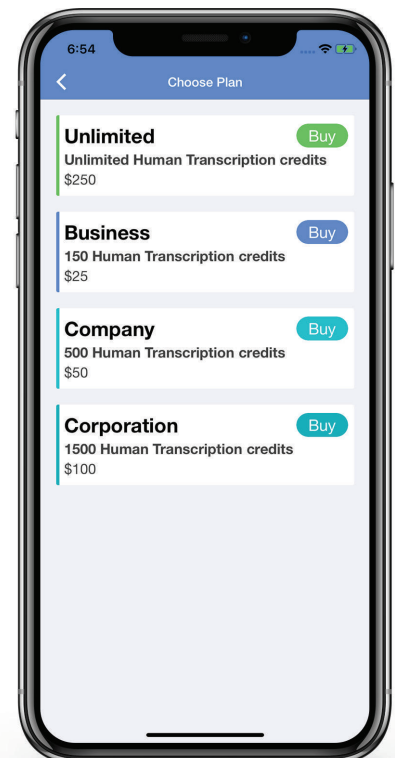 6:54
Choose Plan
Unlimited
Buy
Unlimited Human Transcription credits
$250
Business
Buy
150 Human Transcription credits
$25
Company
Buy
500 Human Transcription credits
$50
Corporation
Buy
1500 Human Transcription credits
$100